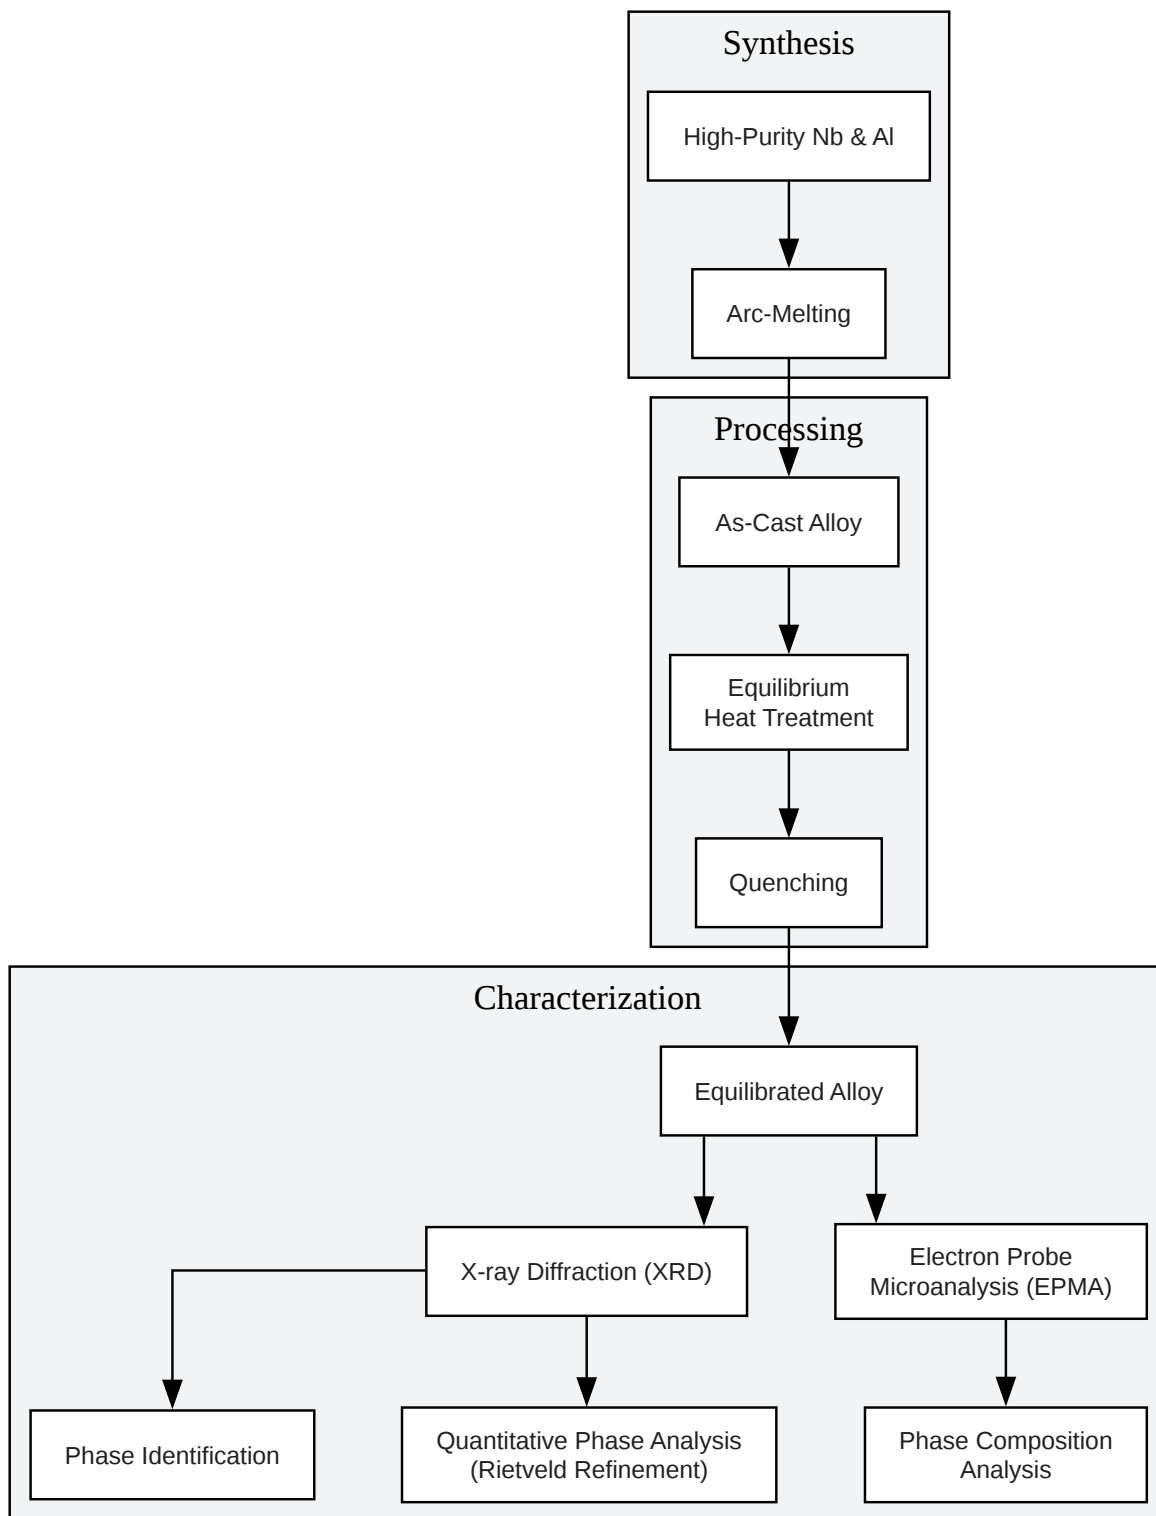 Synthesis
High-Purity Nb & Al
Arc-Melting
Processing
As-Cast Alloy
Equilibrium
Heat Treatment
Quenching
Characterization
Equilibrated Alloy
X-ray Diffraction (XRD)
Electron Probe
Microanalysis (EPMA)
Phase Identification
Quantitative Phase Analysis
(Rietveld Refinement)
Phase Composition
Analysis